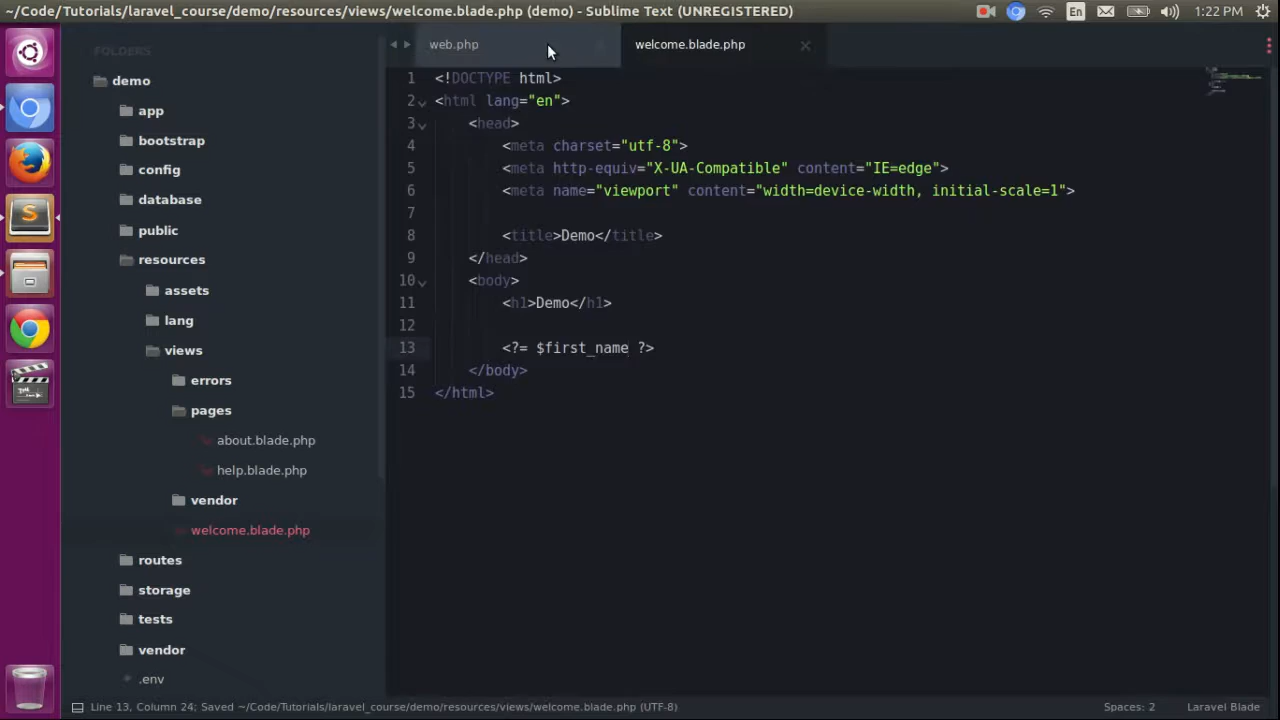 ~/Code/Tutorials/laravel_course/demo/resources/views/welcome.blade.php (demo) - Sublime Text (UNREGISTERED)
En
1:22 PM
FOLDERS
demo
app
bootstrap
config
database
public
resources
assets
lang
views
errors
pages
about.blade.php
help.blade.php
vendor
welcome.blade.php
routes
storage
tests
vendor
.env
web.php
welcome.blade.php
1 <!DOCTYPE html>
2 <html lang="en">
3 <head>
4 <meta charset="utf-8">
5 <meta http-equiv="X-UA-Compatible" content="IE=edge">
6 <meta name="viewport" content="width=device-width, initial-scale=1">
7
8 <title>Demo</title>
9 </head>
10 <body>
11 <h1>Demo</h1>
12
13 <?= $first_name ?>
14 </body>
15 </html>
Line 13, Column 24; Saved ~/Code/Tutorials/laravel_course/demo/resources/views/welcome.blade.php (UTF-8)
Spaces: 2
Laravel Blade